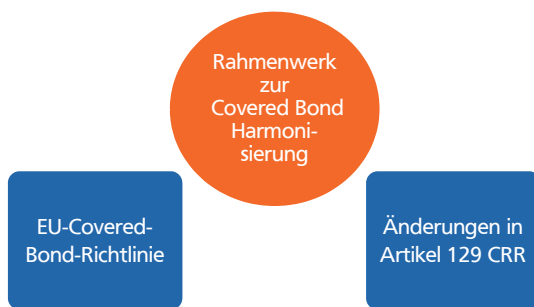 Rahmenwerk
zur
Covered Bond
Harmoni-
sierung
EU-Covered-
Bond-Richtlinie
Änderungen in
Artikel 129 CRR